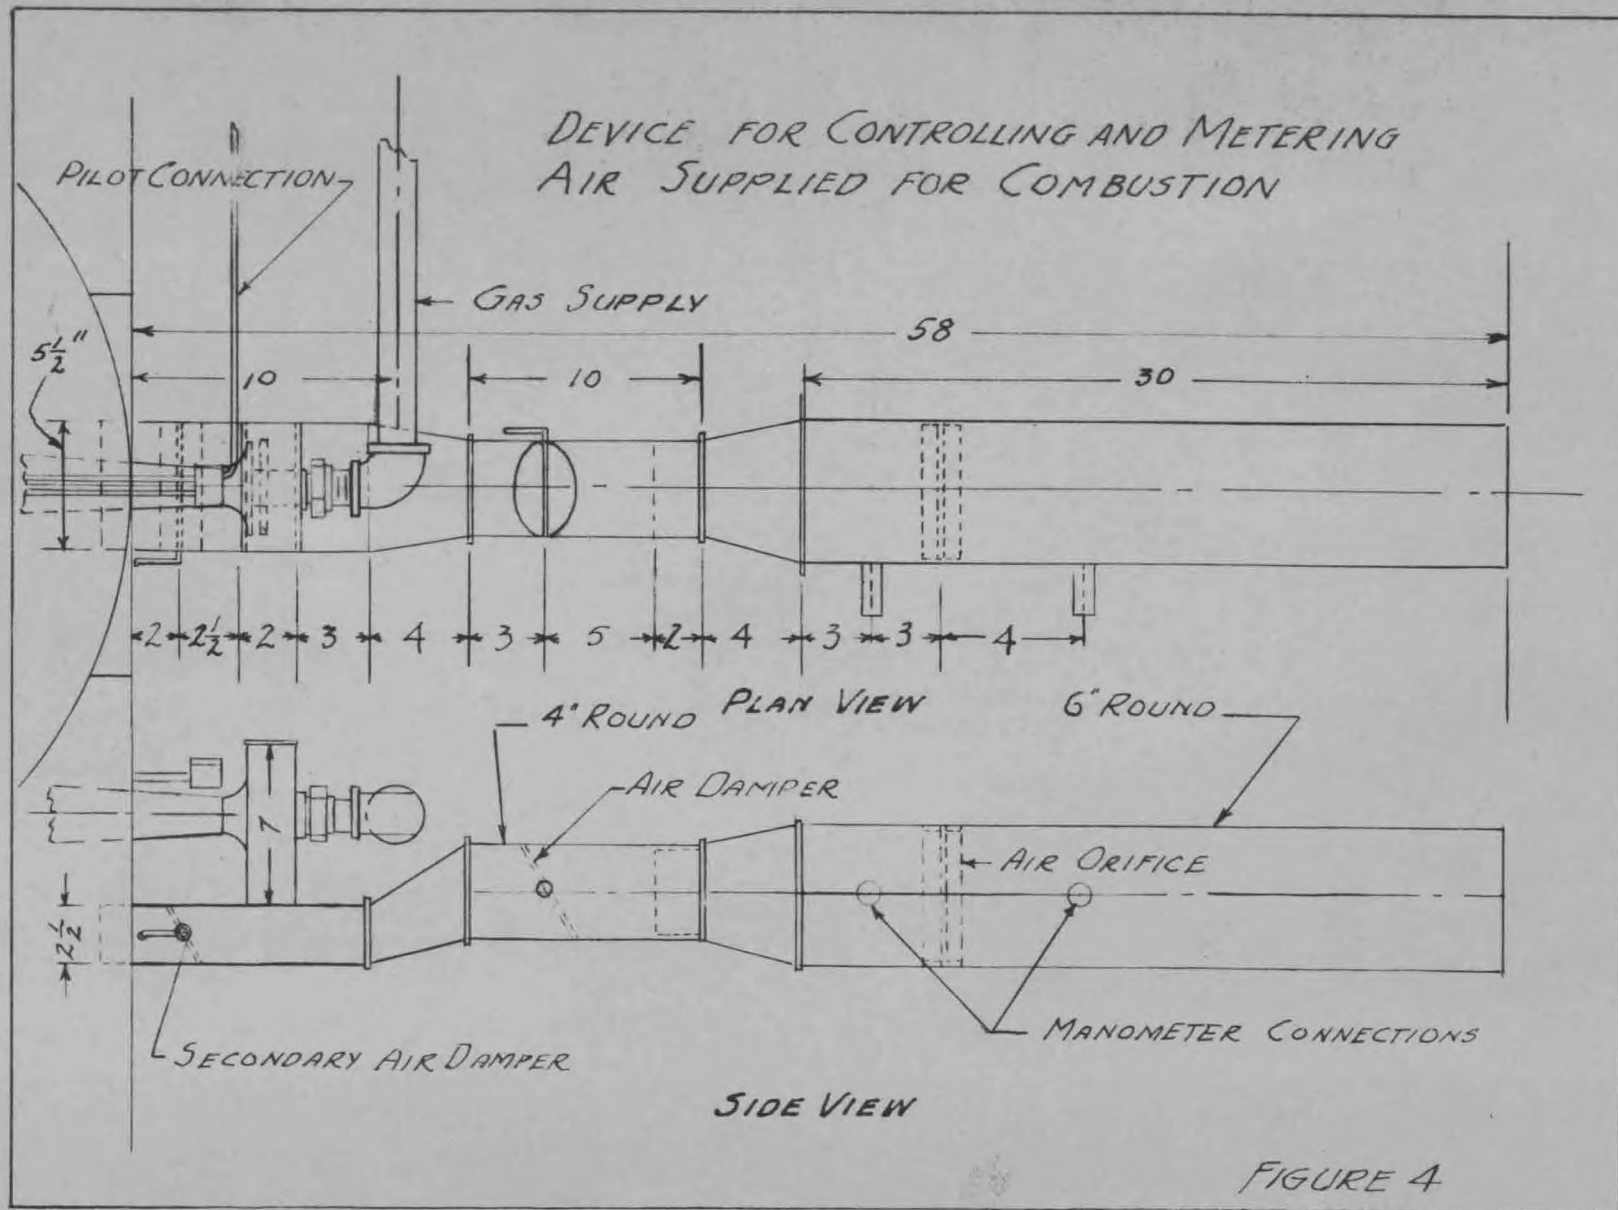 DEVICE FOR CONTROLLING AND METERING
AIR SUPPLIED FOR COMBUSTION
PILOT CONNECTION
GAS SUPPLY
58
5½"
10
10
30
2 2½ 2 3 4 3 5 2 4 3 3 4
PLAN VIEW
4" ROUND
6" ROUND
AIR DAMPER
7
AIR ORIFICE
2½
MANOMETER CONNECTIONS
SECONDARY AIR DAMPER
SIDE VIEW
FIGURE 4